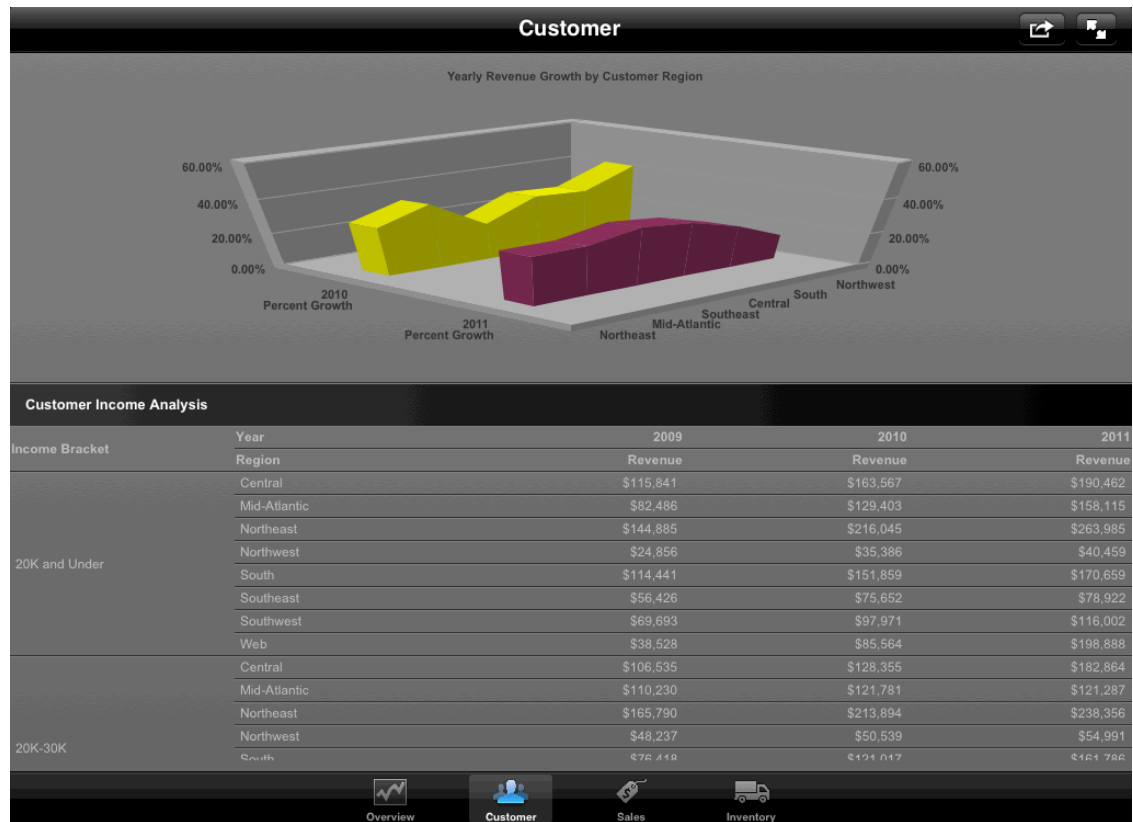 Customer
Yearly Revenue Growth by Customer Region
60.00% 60.00%
40.00% 40.00%
20.00% 20.00%
0.00% 0.00%
2010
Percent Growth
2011
Percent Growth
Northeast
Mid-Atlantic
Southeast
Central
South
Northwest
Customer Income Analysis
Income Bracket
Year 2009 2010 2011
Region Revenue Revenue Revenue
20K and Under
Central $115,841 $163,567 $190,462
Mid-Atlantic $82,486 $129,403 $158,115
Northeast $144,885 $216,045 $263,985
Northwest $24,856 $35,386 $40,459
South $114,441 $151,859 $170,659
Southeast $56,426 $75,652 $78,922
Southwest $69,693 $97,971 $116,002
Web $38,528 $85,564 $198,888
20K-30K
Central $106,535 $128,355 $182,864
Mid-Atlantic $110,230 $121,781 $121,287
Northeast $165,790 $213,894 $238,356
Northwest $48,237 $50,539 $54,991
South $76,418 $121,017 $161,786
Overview Customer Sales Inventory